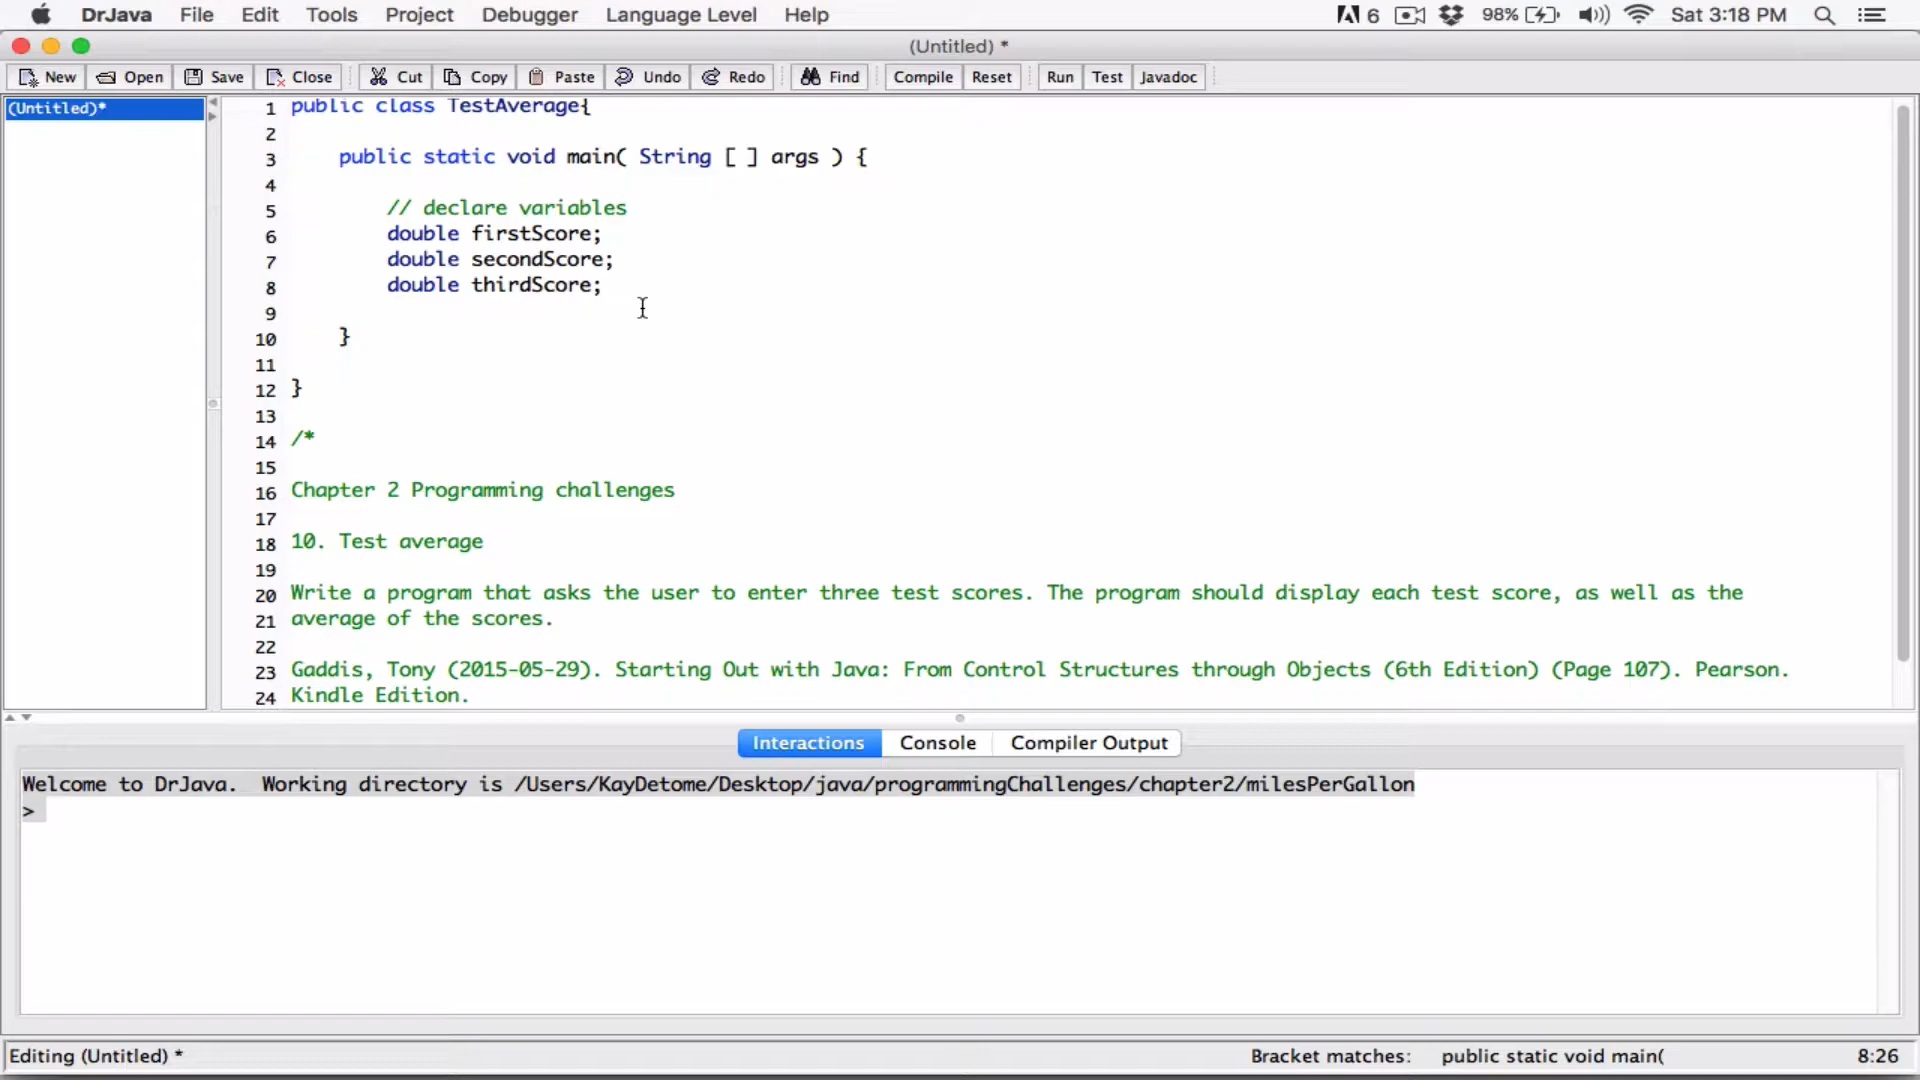 DrJava File Edit Tools Project Debugger Language Level Help 6 98% Sat 3:18 PM
(Untitled) *
New Open Save Close Cut Copy Paste Undo Redo Find Compile Reset Run Test Javadoc
(Untitled)*
1 public class TestAverage{
2
3 public static void main( String [ ] args ) {
4
5 // declare variables
6 double firstScore;
7 double secondScore;
8 double thirdScore;
9
10 }
11
12 }
13
14 /*
15
16 Chapter 2 Programming challenges
17
18 10. Test average
19
20 Write a program that asks the user to enter three test scores. The program should display each test score, as well as the
21 average of the scores.
22
23 Gaddis, Tony (2015-05-29). Starting Out with Java: From Control Structures through Objects (6th Edition) (Page 107). Pearson.
24 Kindle Edition.
Interactions Console Compiler Output
Welcome to DrJava. Working directory is /Users/KayDetome/Desktop/java/programmingChallenges/chapter2/milesPerGallon
>
Editing (Untitled) * Bracket matches: public static void main( 8:26